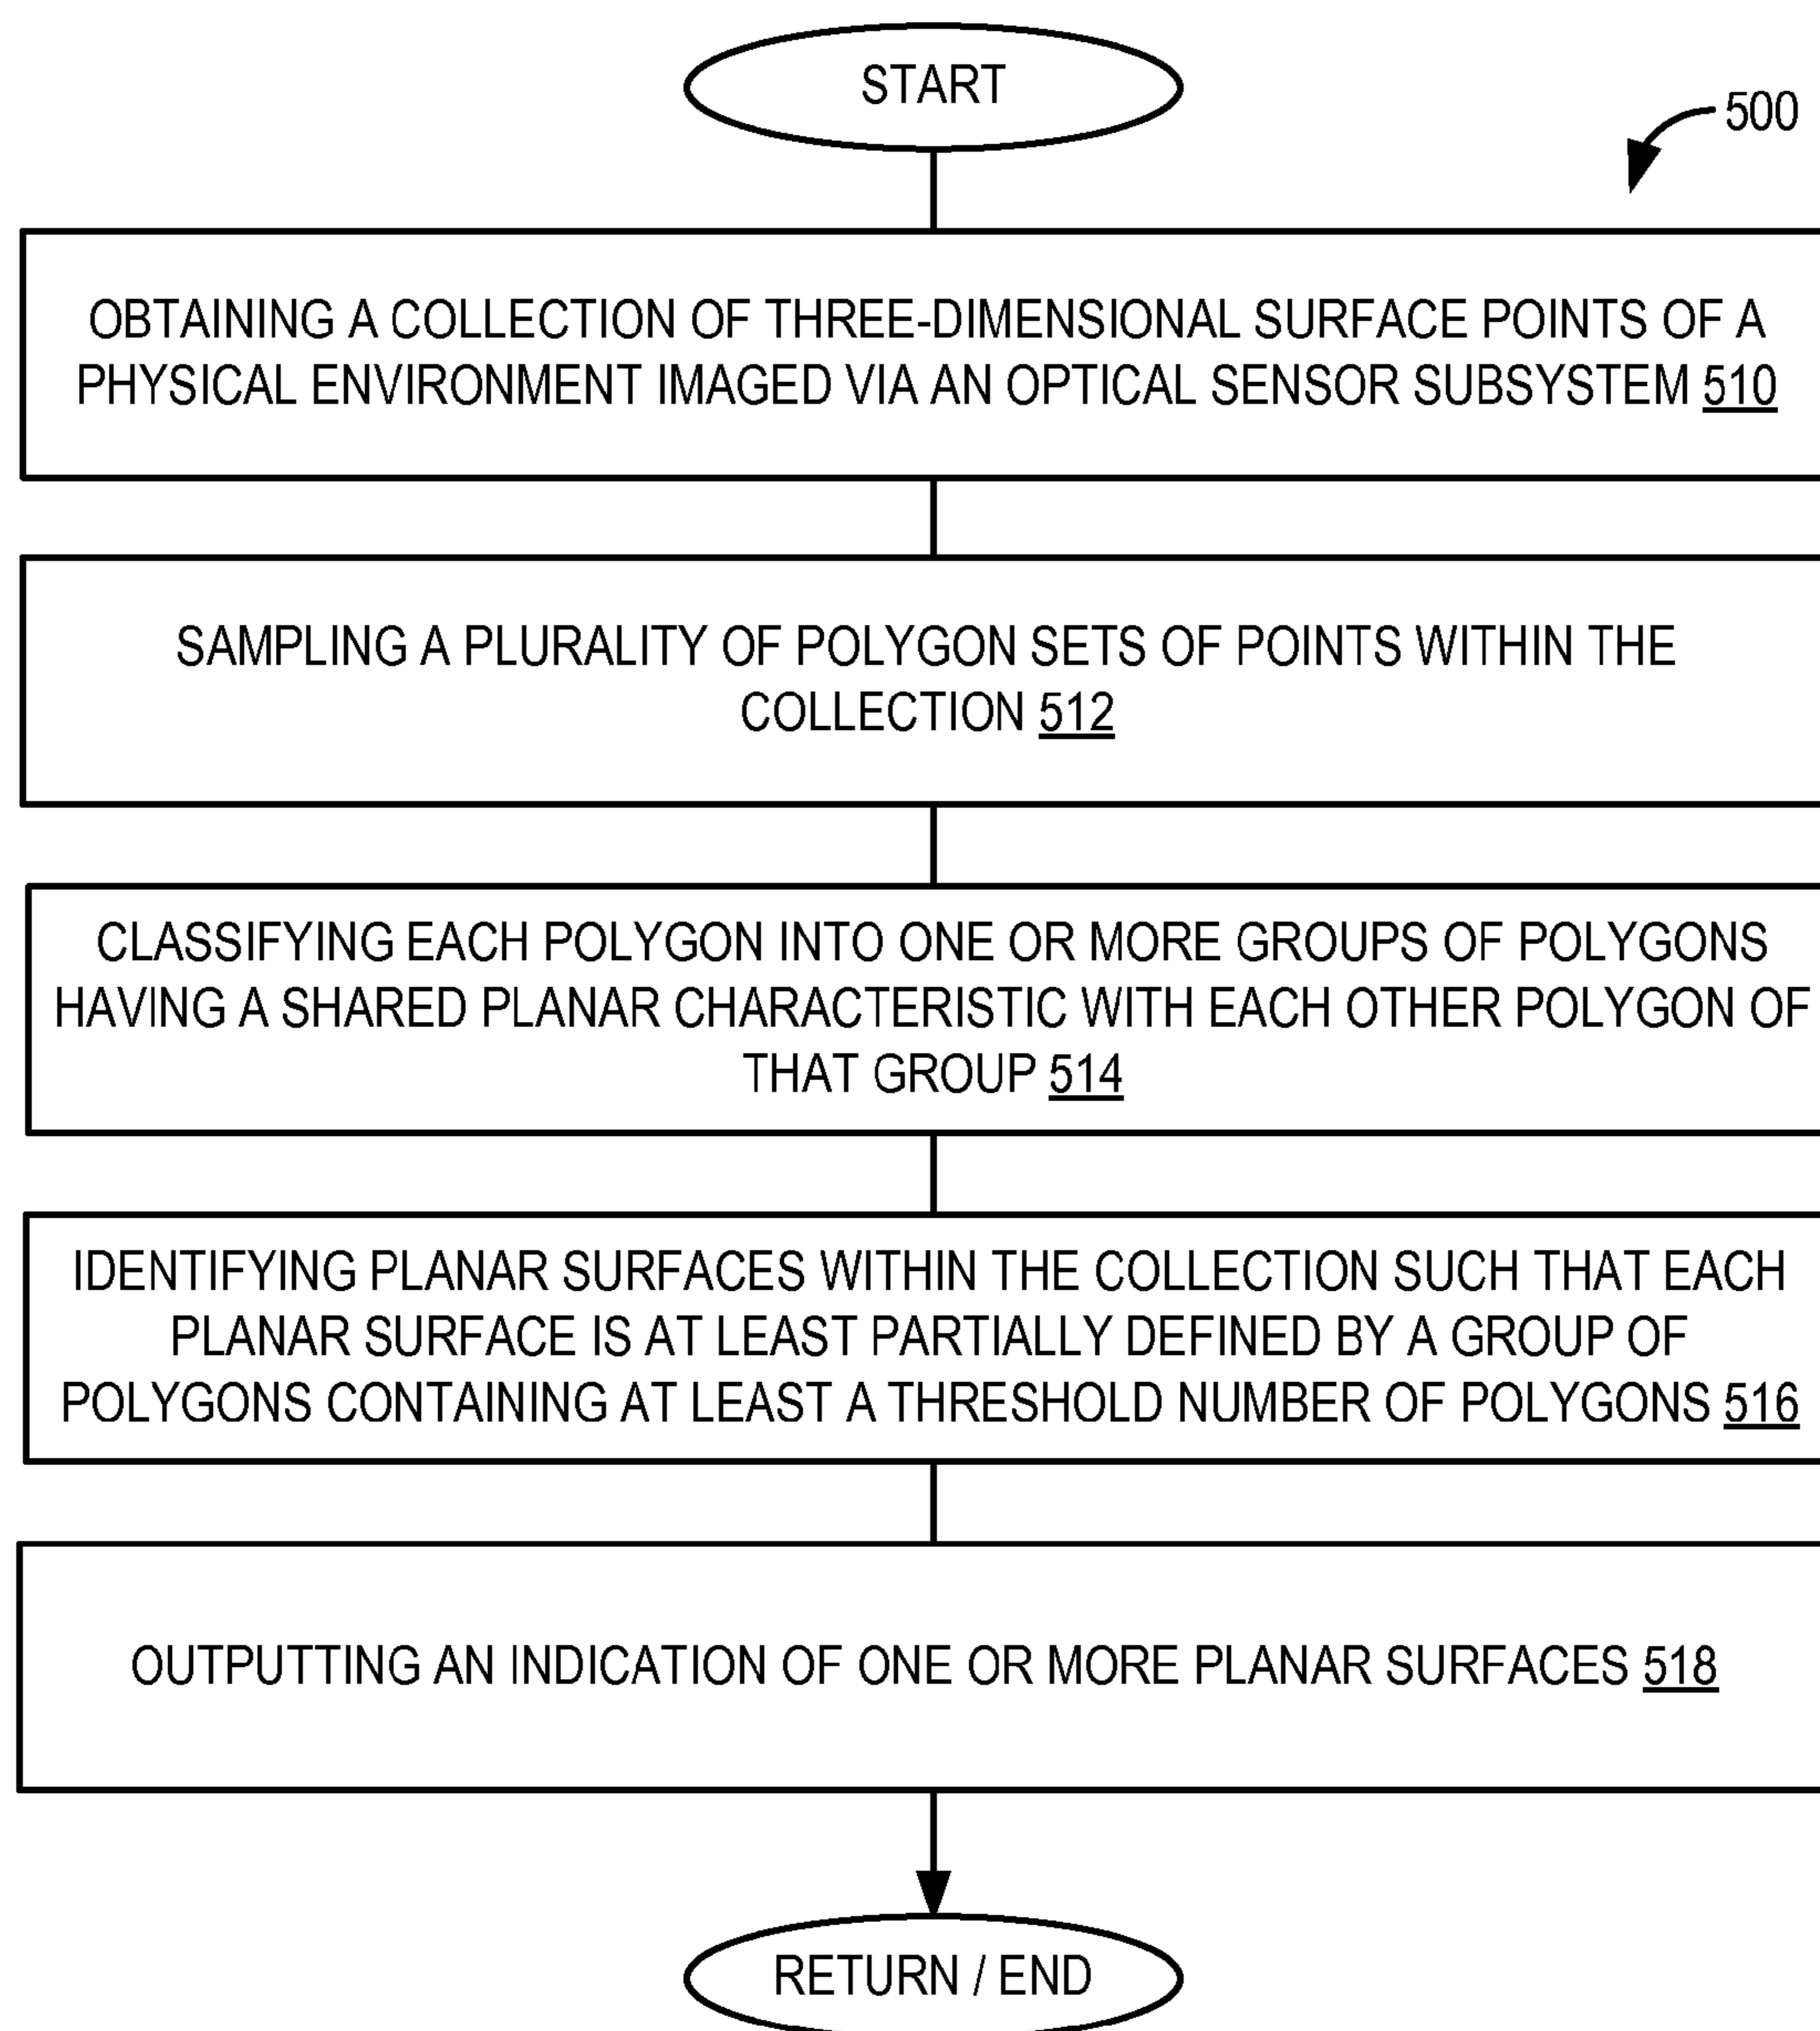 START
500
OBTAINING A COLLECTION OF THREE-DIMENSIONAL SURFACE POINTS OF A
PHYSICAL ENVIRONMENT IMAGED VIA AN OPTICAL SENSOR SUBSYSTEM 510
SAMPLING A PLURALITY OF POLYGON SETS OF POINTS WITHIN THE
COLLECTION 512
CLASSIFYING EACH POLYGON INTO ONE OR MORE GROUPS OF POLYGONS
HAVING A SHARED PLANAR CHARACTERISTIC WITH EACH OTHER POLYGON OF
THAT GROUP 514
IDENTIFYING PLANAR SURFACES WITHIN THE COLLECTION SUCH THAT EACH
PLANAR SURFACE IS AT LEAST PARTIALLY DEFINED BY A GROUP OF
POLYGONS CONTAINING AT LEAST A THRESHOLD NUMBER OF POLYGONS 516
OUTPUTTING AN INDICATION OF ONE OR MORE PLANAR SURFACES 518
RETURN / END